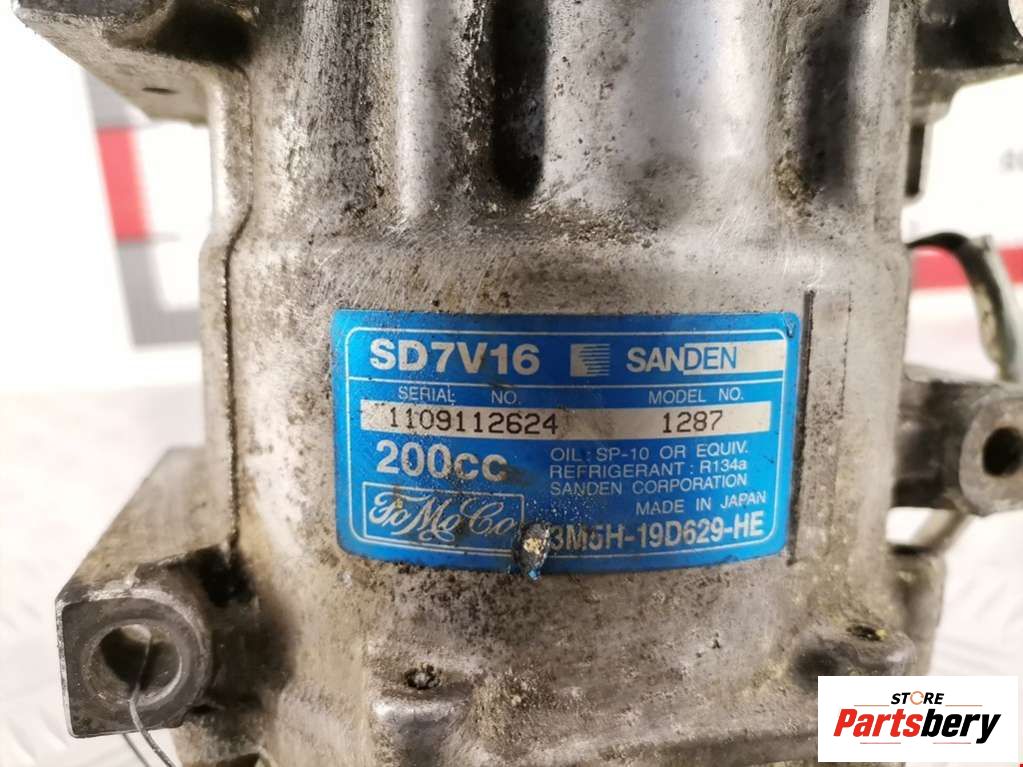 SD7V16 SANDEN
SERIAL NO. MODEL NO.
1109112624 1287
200cc
OIL : SP-10 OR EQUIV.
REFRIGERANT : R134a
SANDEN CORPORATION
MADE IN JAPAN
FoMoCo
3M5H-19D629-HE
STORE
Partsbery